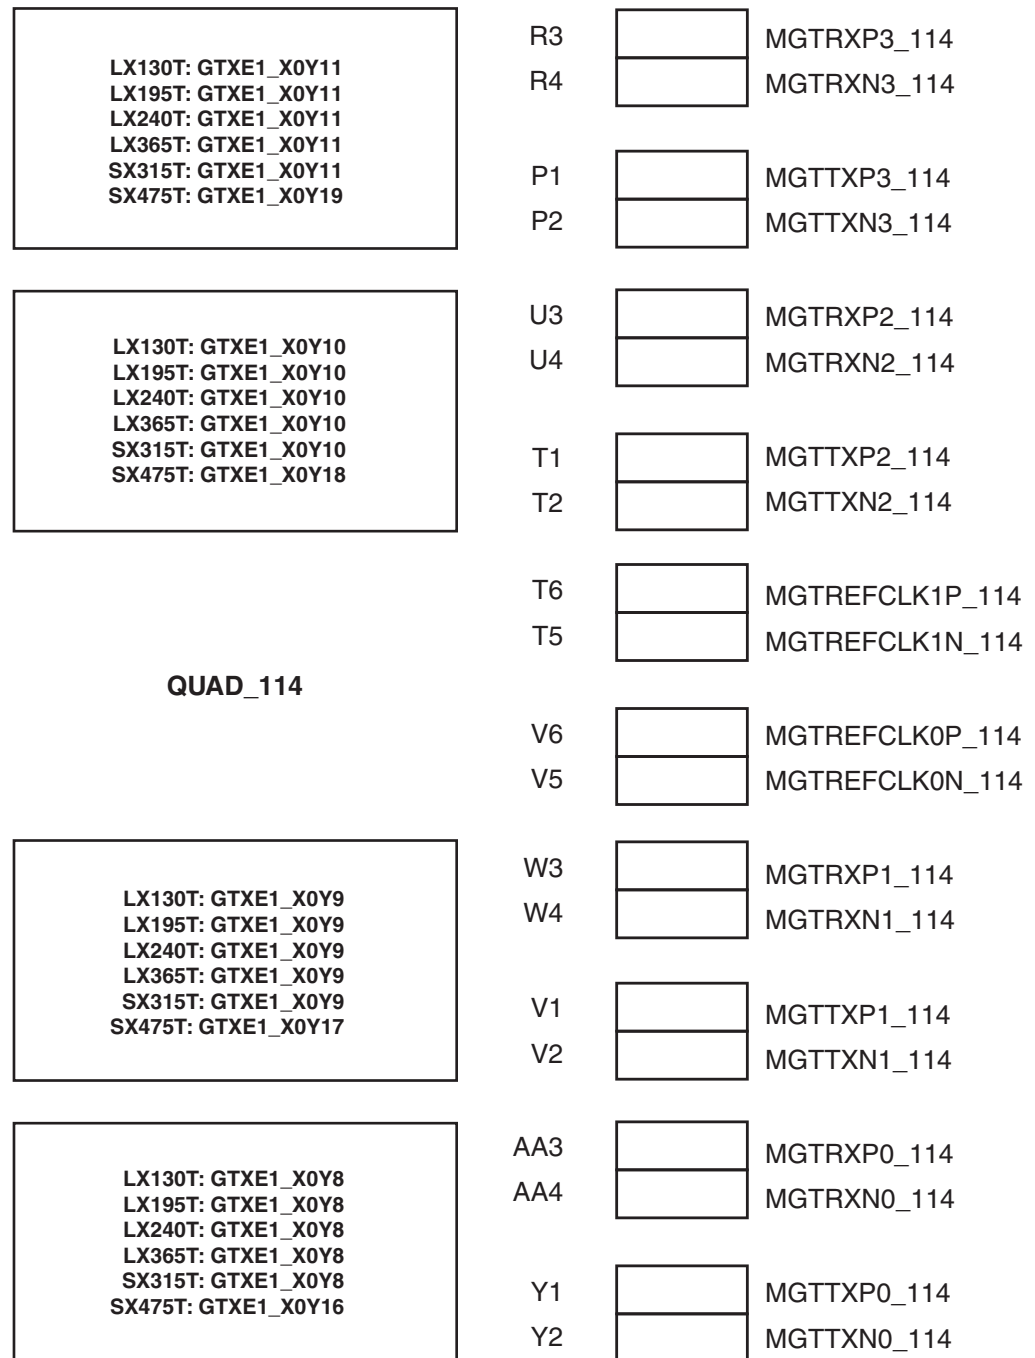 LX130T: GTXE1_X0Y11
LX195T: GTXE1_X0Y11
LX240T: GTXE1_X0Y11
LX365T: GTXE1_X0Y11
SX315T: GTXE1_X0Y11
SX475T: GTXE1_X0Y19
R3 MGTRXP3_114
R4 MGTRXN3_114
P1 MGTTXP3_114
P2 MGTTXN3_114
LX130T: GTXE1_X0Y10
LX195T: GTXE1_X0Y10
LX240T: GTXE1_X0Y10
LX365T: GTXE1_X0Y10
SX315T: GTXE1_X0Y10
SX475T: GTXE1_X0Y18
U3 MGTRXP2_114
U4 MGTRXN2_114
T1 MGTTXP2_114
T2 MGTTXN2_114
QUAD_114
T6 MGTREFCLK1P_114
T5 MGTREFCLK1N_114
V6 MGTREFCLK0P_114
V5 MGTREFCLK0N_114
LX130T: GTXE1_X0Y9
LX195T: GTXE1_X0Y9
LX240T: GTXE1_X0Y9
LX365T: GTXE1_X0Y9
SX315T: GTXE1_X0Y9
SX475T: GTXE1_X0Y17
W3 MGTRXP1_114
W4 MGTRXN1_114
V1 MGTTXP1_114
V2 MGTTXN1_114
LX130T: GTXE1_X0Y8
LX195T: GTXE1_X0Y8
LX240T: GTXE1_X0Y8
LX365T: GTXE1_X0Y8
SX315T: GTXE1_X0Y8
SX475T: GTXE1_X0Y16
AA3 MGTRXP0_114
AA4 MGTRXN0_114
Y1 MGTTXP0_114
Y2 MGTTXN0_114